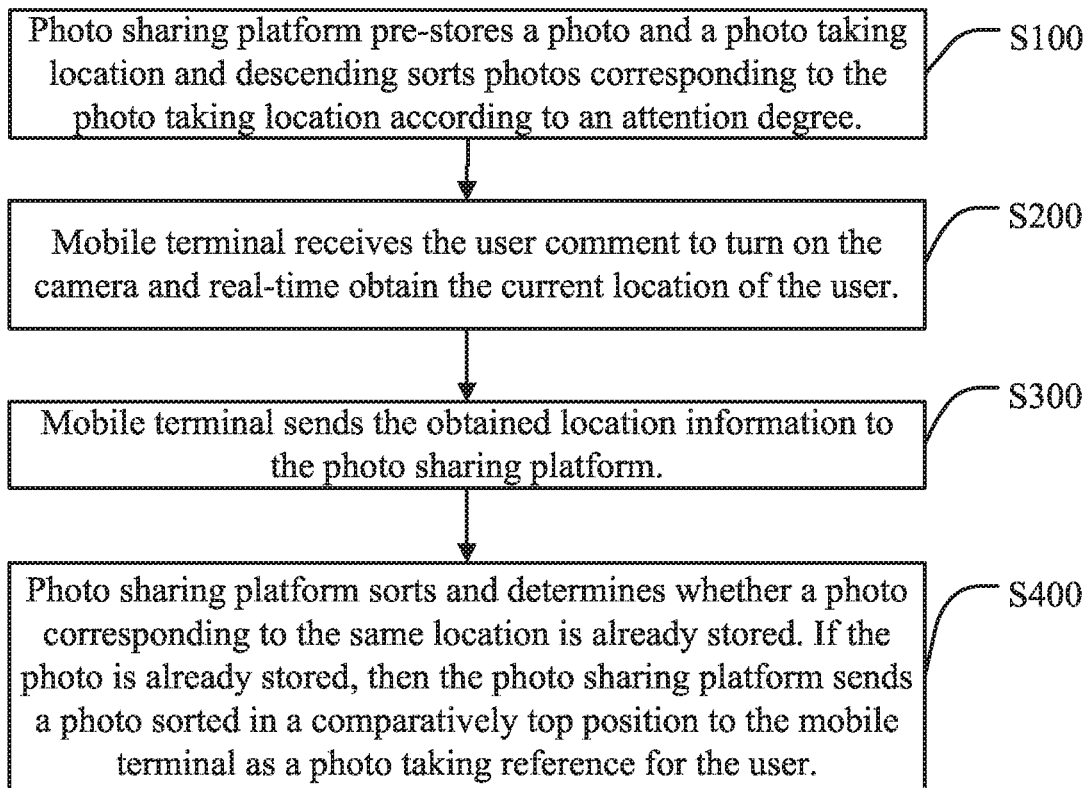 Photo sharing platform pre-stores a photo and a photo taking
location and descending sorts photos corresponding to the
photo taking location according to an attention degree.
S100
Mobile terminal receives the user comment to turn on the
camera and real-time obtain the current location of the user.
S200
Mobile terminal sends the obtained location information to
the photo sharing platform.
S300
Photo sharing platform sorts and determines whether a photo
corresponding to the same location is already stored. If the
photo is already stored, then the photo sharing platform sends
a photo sorted in a comparatively top position to the mobile
terminal as a photo taking reference for the user.
S400